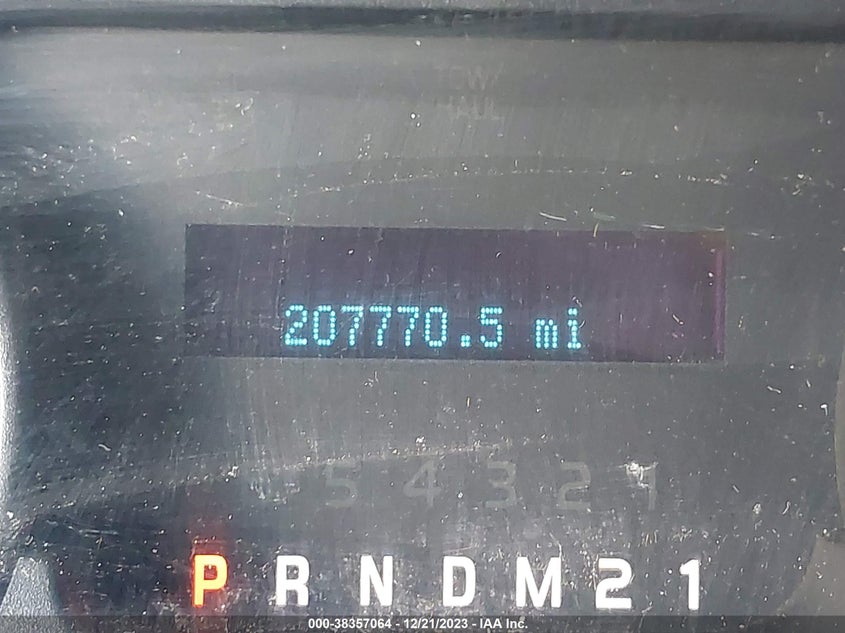 TOW/
HAUL
207770.5 mi
5 4 3 2 1
P R N D M 2 1
000-38357064 - 12/21/2023 - IAA Inc.